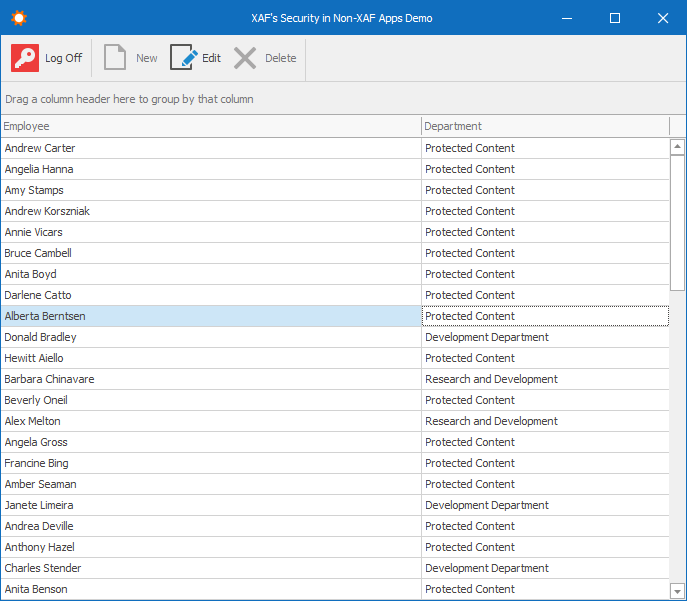 XAF's Security in Non-XAF Apps Demo
Log Off New Edit Delete
Drag a column header here to group by that column
Employee Department
Andrew Carter Protected Content
Angelia Hanna Protected Content
Amy Stamps Protected Content
Andrew Korszniak Protected Content
Annie Vicars Protected Content
Bruce Cambell Protected Content
Anita Boyd Protected Content
Darlene Catto Protected Content
Alberta Berntsen Protected Content
Donald Bradley Development Department
Hewitt Aiello Protected Content
Barbara Chinavare Research and Development
Beverly Oneil Protected Content
Alex Melton Research and Development
Angela Gross Protected Content
Francine Bing Protected Content
Amber Seaman Protected Content
Janete Limeira Development Department
Andrea Deville Protected Content
Anthony Hazel Protected Content
Charles Stender Development Department
Anita Benson Protected Content